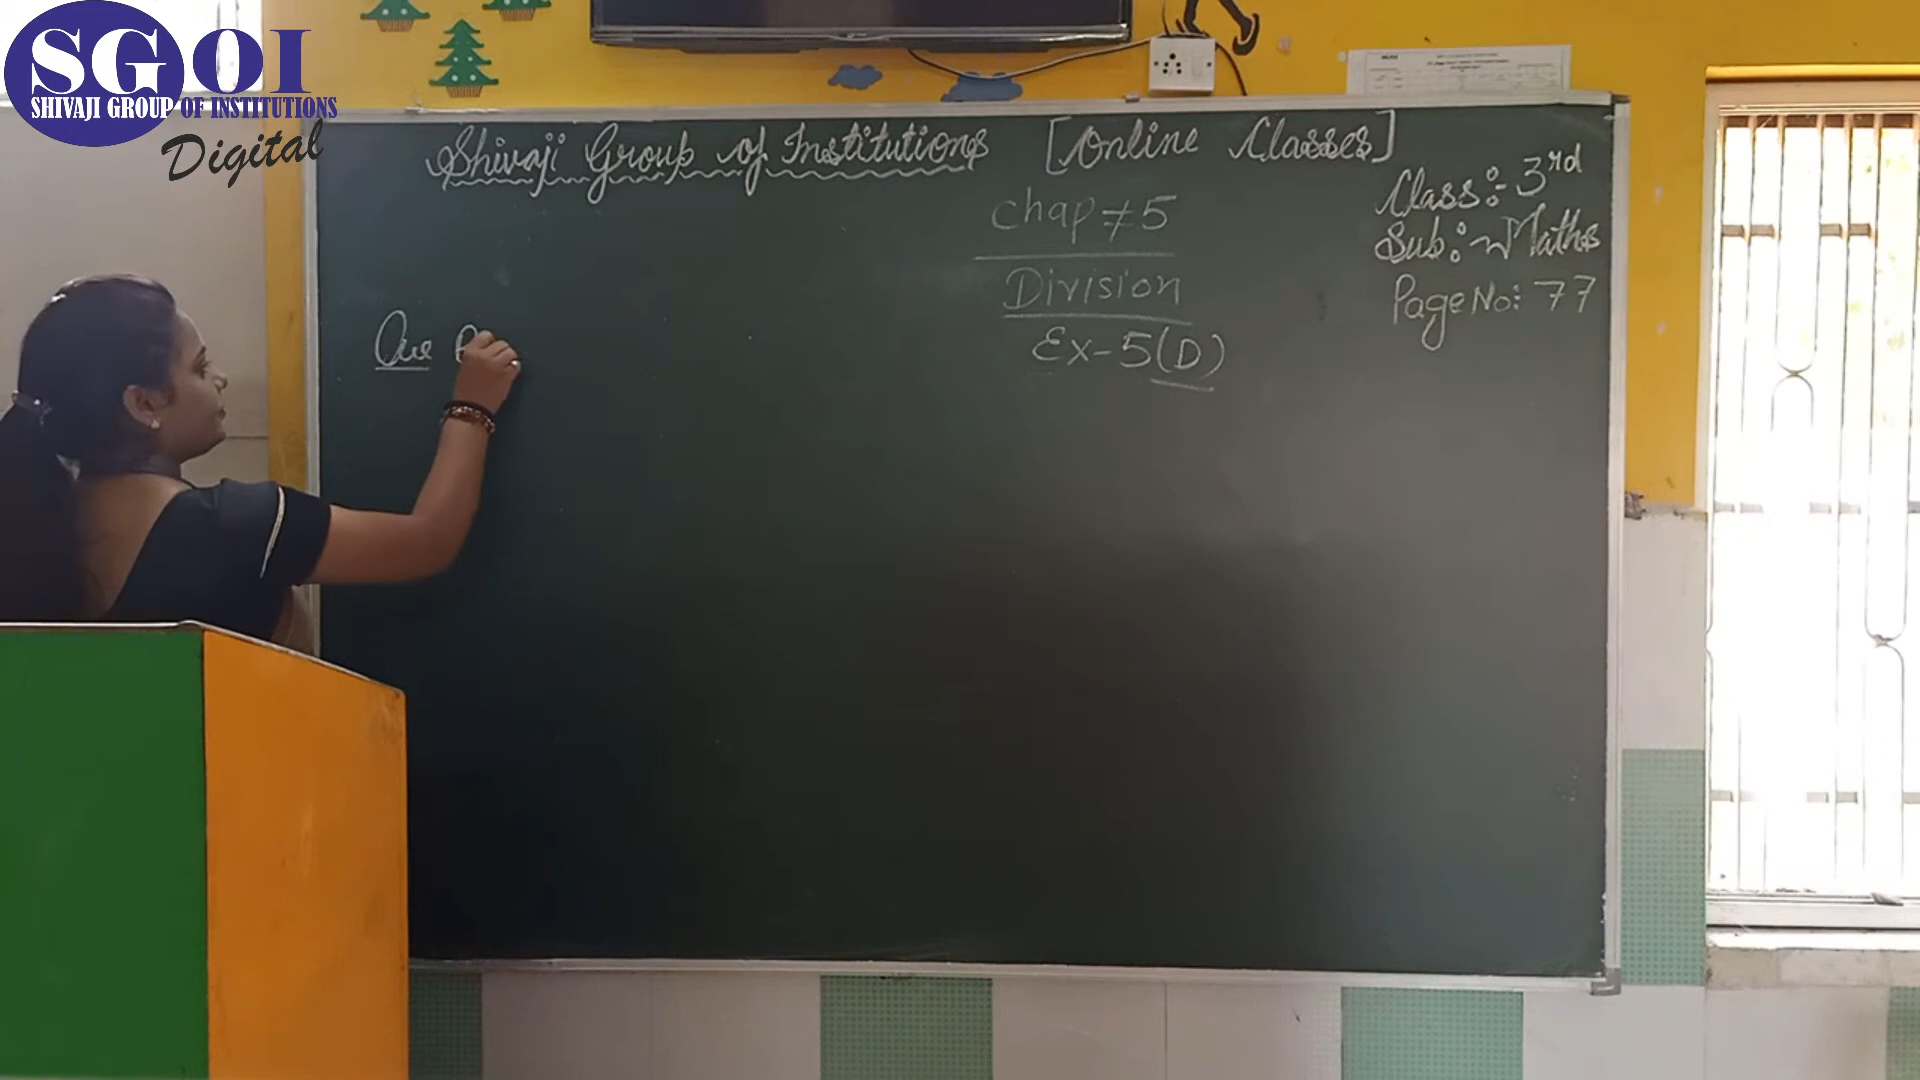 SGOI
SHIVAJI GROUP OF INSTITUTIONS
Digital
Shivaji Group of Institutions [Online Classes]
Class:- 3rd
Sub:- Maths
Page No: 77
Chap ≠ 5
Division
Ex-5(D)
Que